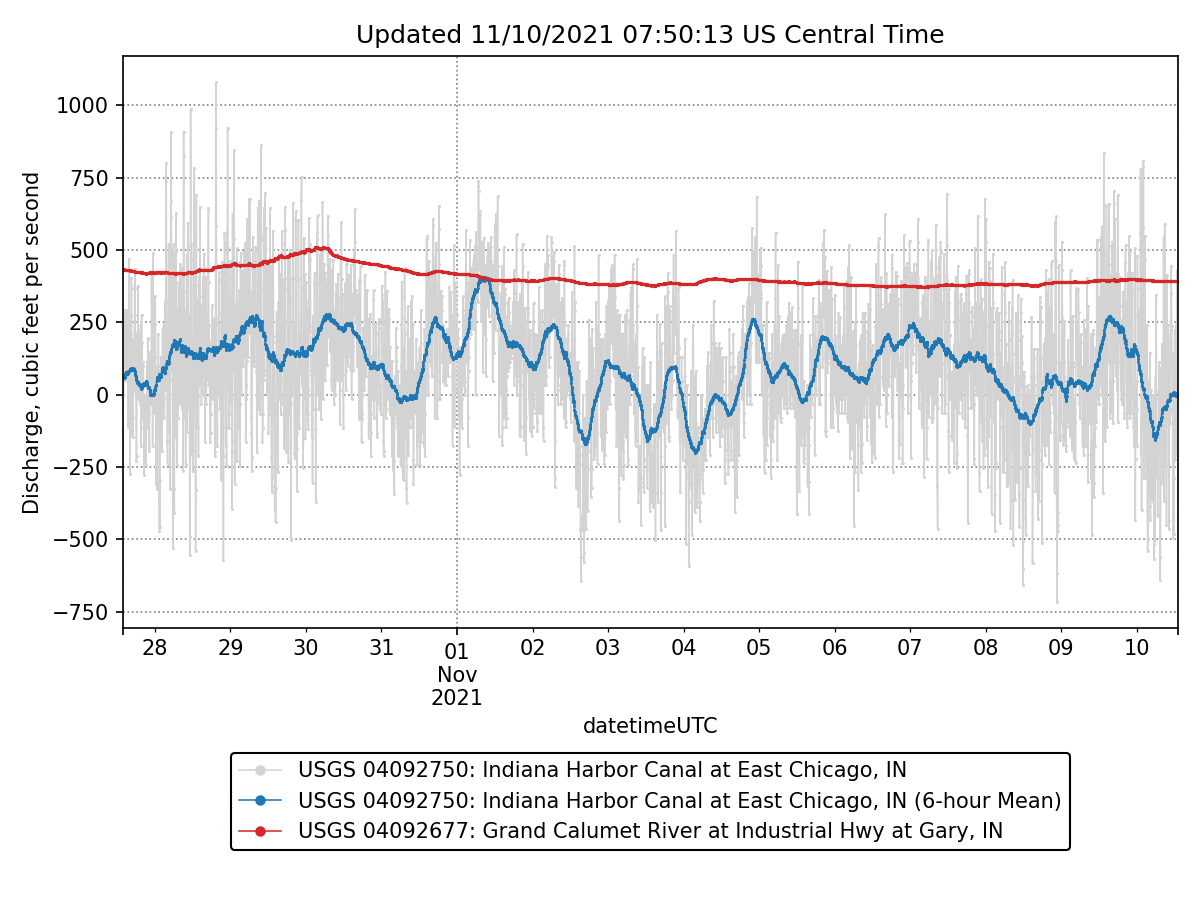 Updated 11/10/2021 07:50:13 US Central Time
Discharge, cubic feet per second
1000
750
500
250
0
−250
−500
−750
28 29 30 31 01 02 03 04 05 06 07 08 09 10
Nov
2021
datetimeUTC
USGS 04092750: Indiana Harbor Canal at East Chicago, IN
USGS 04092750: Indiana Harbor Canal at East Chicago, IN (6-hour Mean)
USGS 04092677: Grand Calumet River at Industrial Hwy at Gary, IN